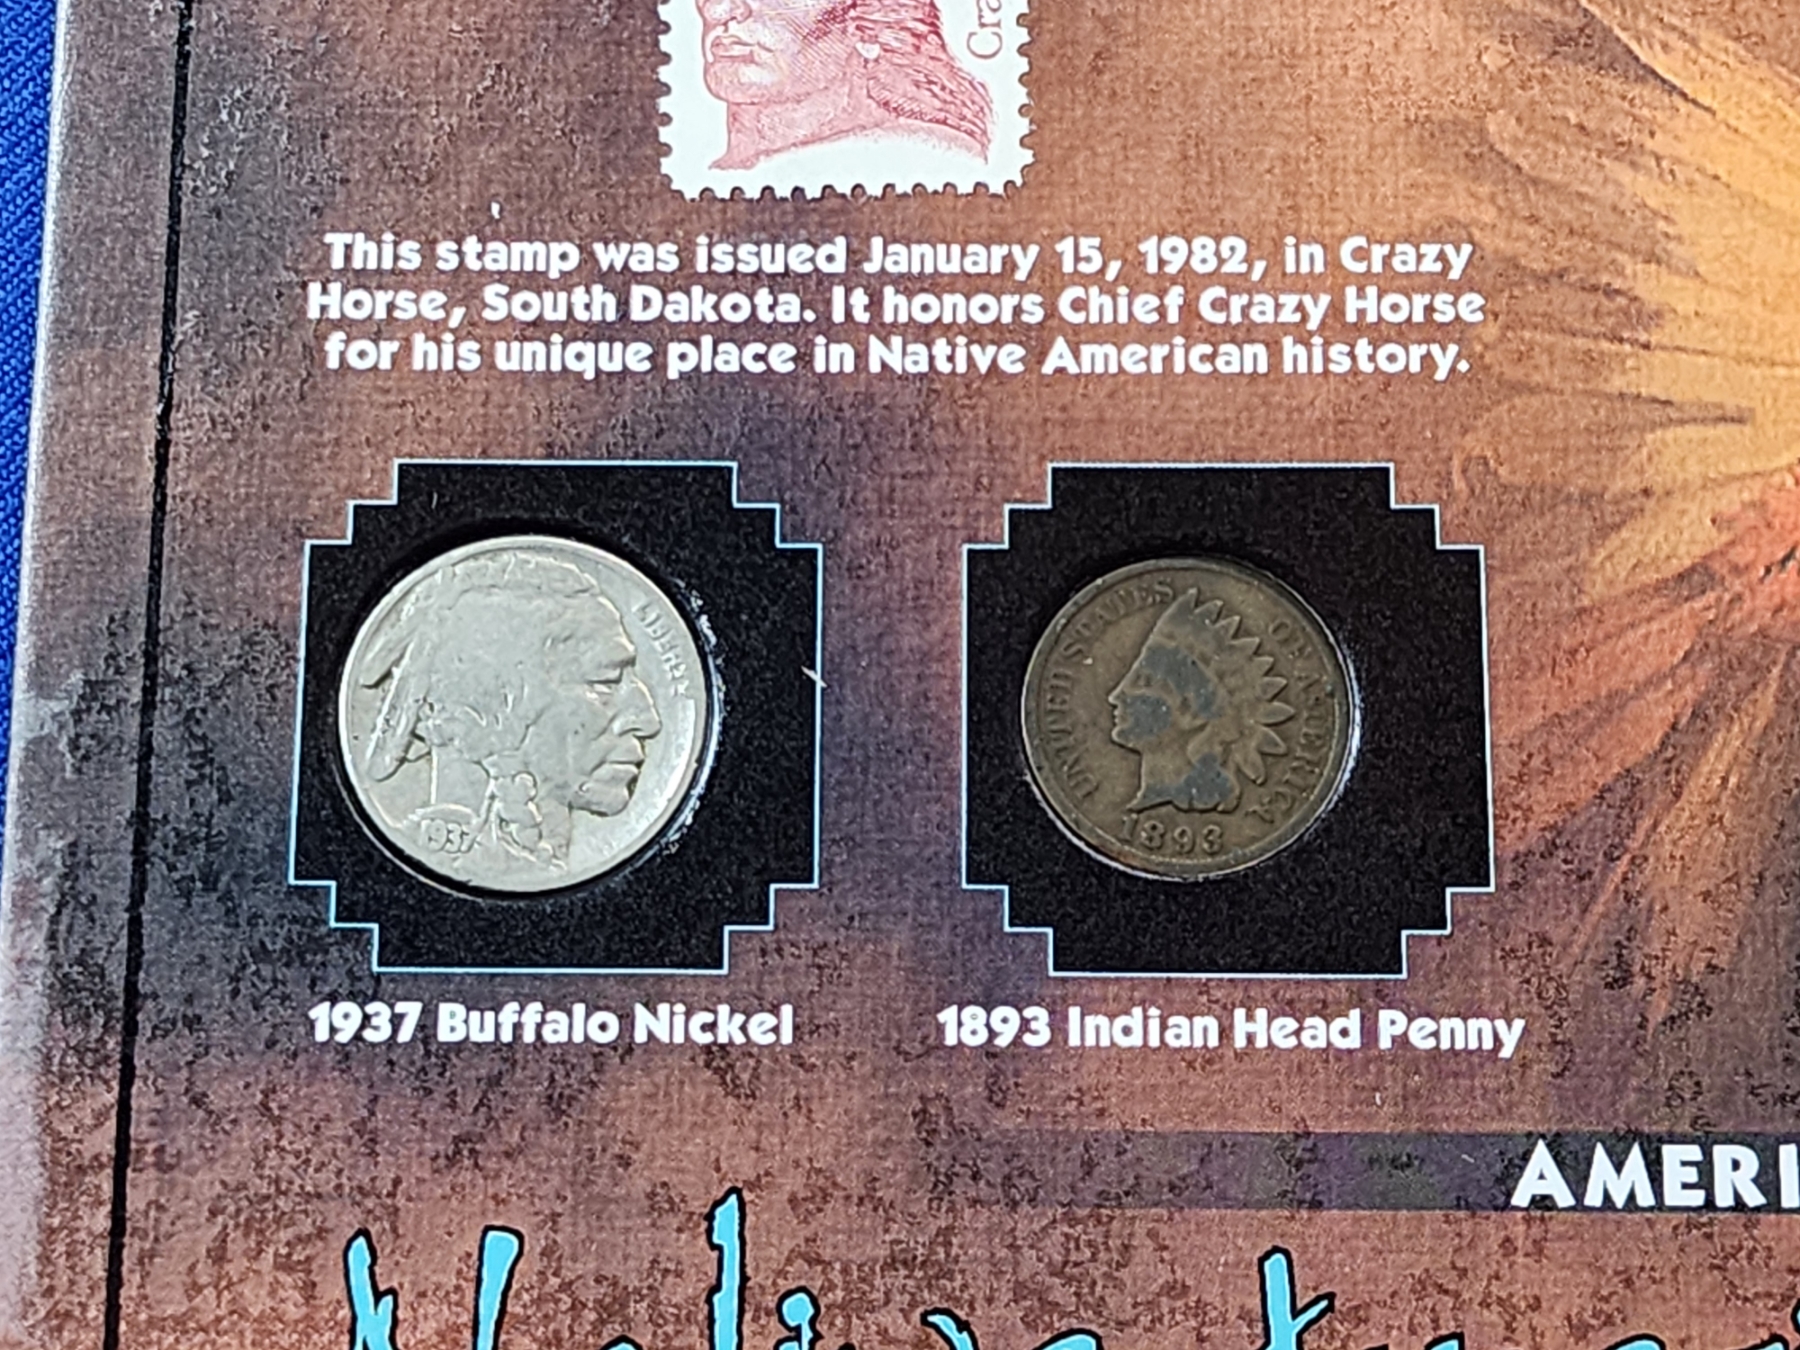 Cra
This stamp was issued January 15, 1982, in Crazy
Horse, South Dakota. It honors Chief Crazy Horse
for his unique place in Native American history.
LIBERTY
1937
UNITED STATES OF AMERICA
1893
1937 Buffalo Nickel
1893 Indian Head Penny
AMERI